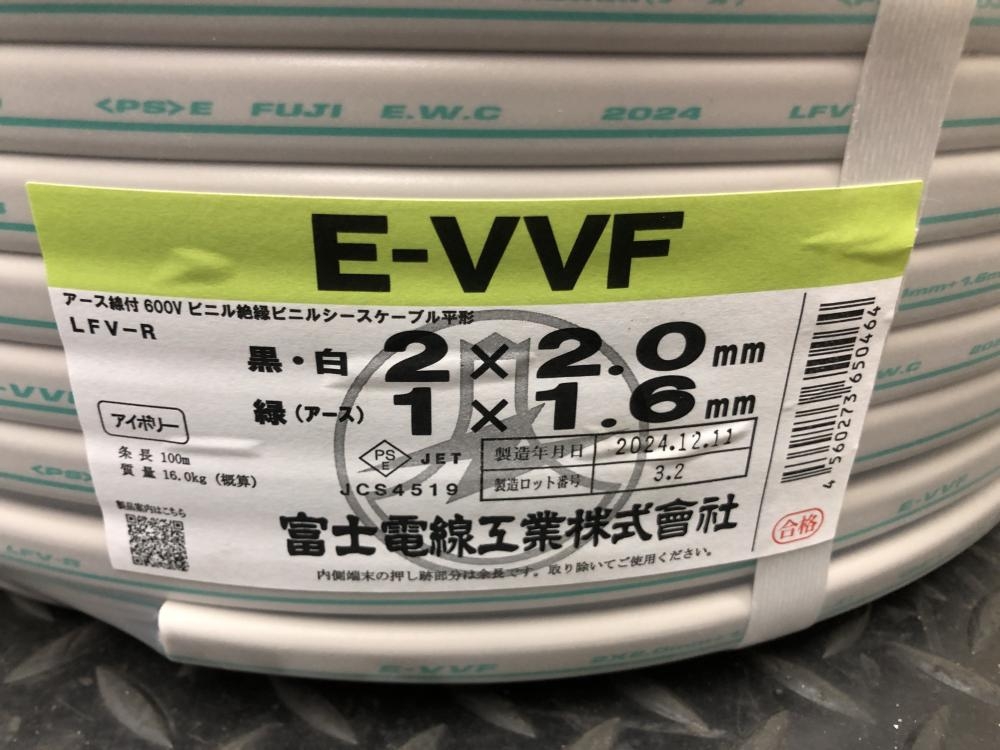 <PS>E FUJI E.W.C 2024 LFV
E-VVF
アース線付 600V ビニル絶縁ビニルシースケーブル平形
LFV-R
黒・白 2×2.0mm
緑(アース) 1×1.6mm
アイボリー
条長 100m
質量 16.0kg (概算)
PS
E
JET
JCS4519
製造年月日 2024.12.11
製造ロット番号 3.2
製品案内はこちら
富士電線工業株式會社
内側端末の押し跡部分は余長です。取り除いてご使用ください。
合格
4560273650464
E-VVF
LFV-R
E-VVF